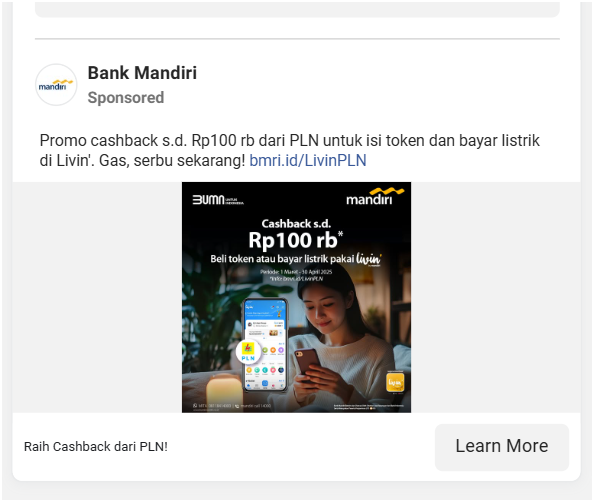 mandiri
Bank Mandiri
Sponsored
Promo cashback s.d. Rp100 rb dari PLN untuk isi token dan bayar listrik
di Livin'. Gas, serbu sekarang! bmri.id/LivinPLN
BUMN UNTUK INDONESIA
mandiri
Cashback s.d.
Rp100 rb*
Beli token atau bayar listrik pakai livin'
Periode: 1 Maret - 10 April 2025
*Info: bmri.id/LivinPLN
PLN
livin'
Raih Cashback dari PLN!
Learn More